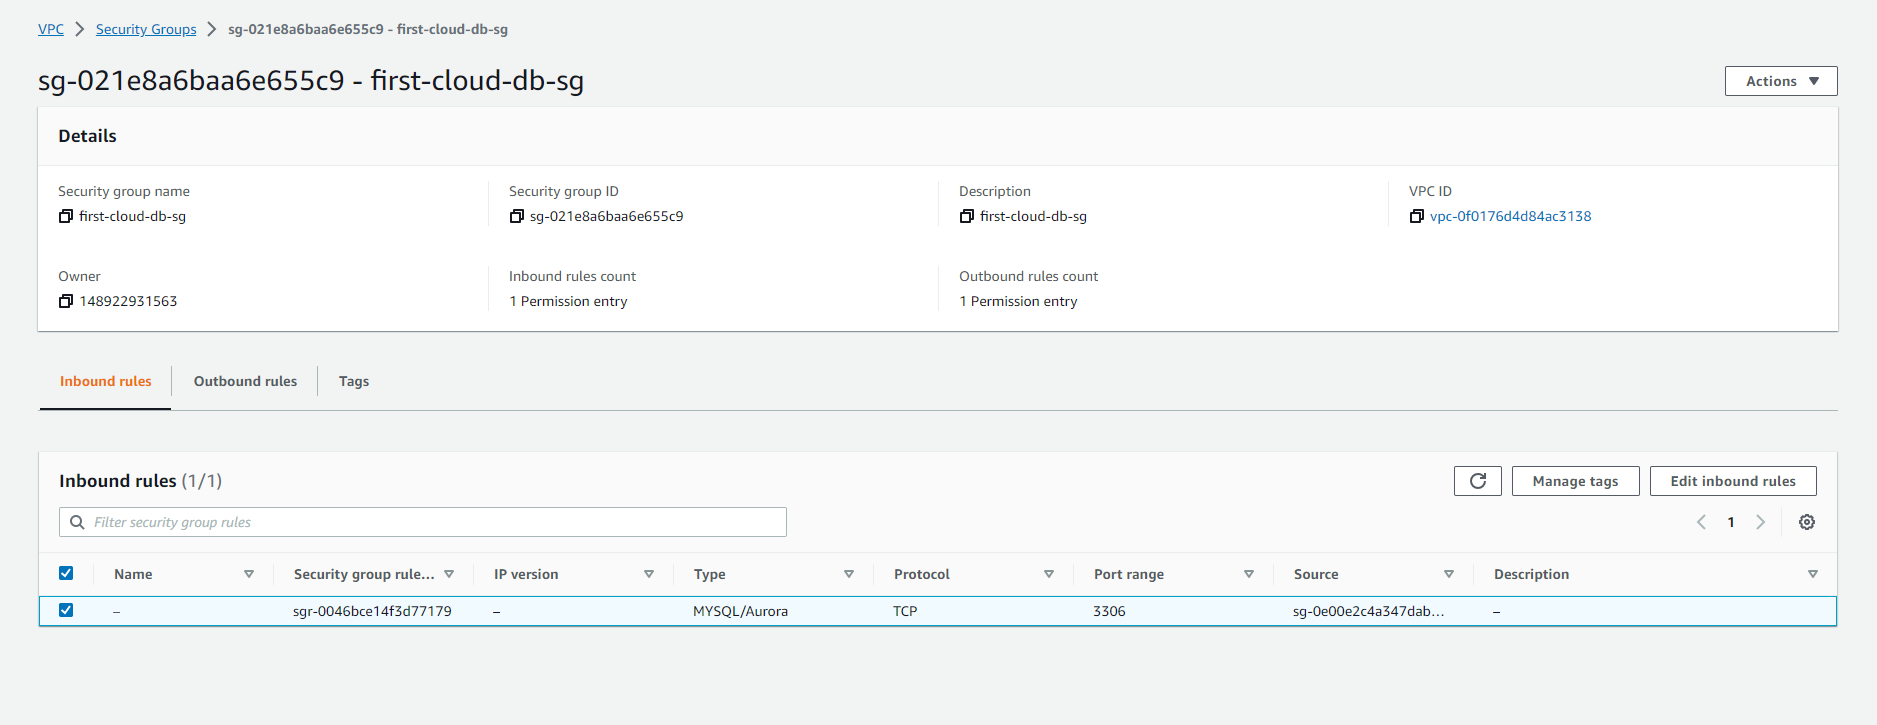 VPC > Security Groups > sg-021e8a6baa6e655c9 - first-cloud-db-sg
sg-021e8a6baa6e655c9 - first-cloud-db-sg
Actions
Details
Security group name
first-cloud-db-sg
Security group ID
sg-021e8a6baa6e655c9
Description
first-cloud-db-sg
VPC ID
vpc-0f0176d4d84ac3138
Owner
148922931563
Inbound rules count
1 Permission entry
Outbound rules count
1 Permission entry
Inbound rules Outbound rules Tags
Inbound rules (1/1)
Manage tags
Edit inbound rules
Filter security group rules
1
Name Security group rule... IP version Type Protocol Port range Source Description
– sgr-0046bce14f3d77179 – MYSQL/Aurora TCP 3306 sg-0e00e2c4a347dab... –